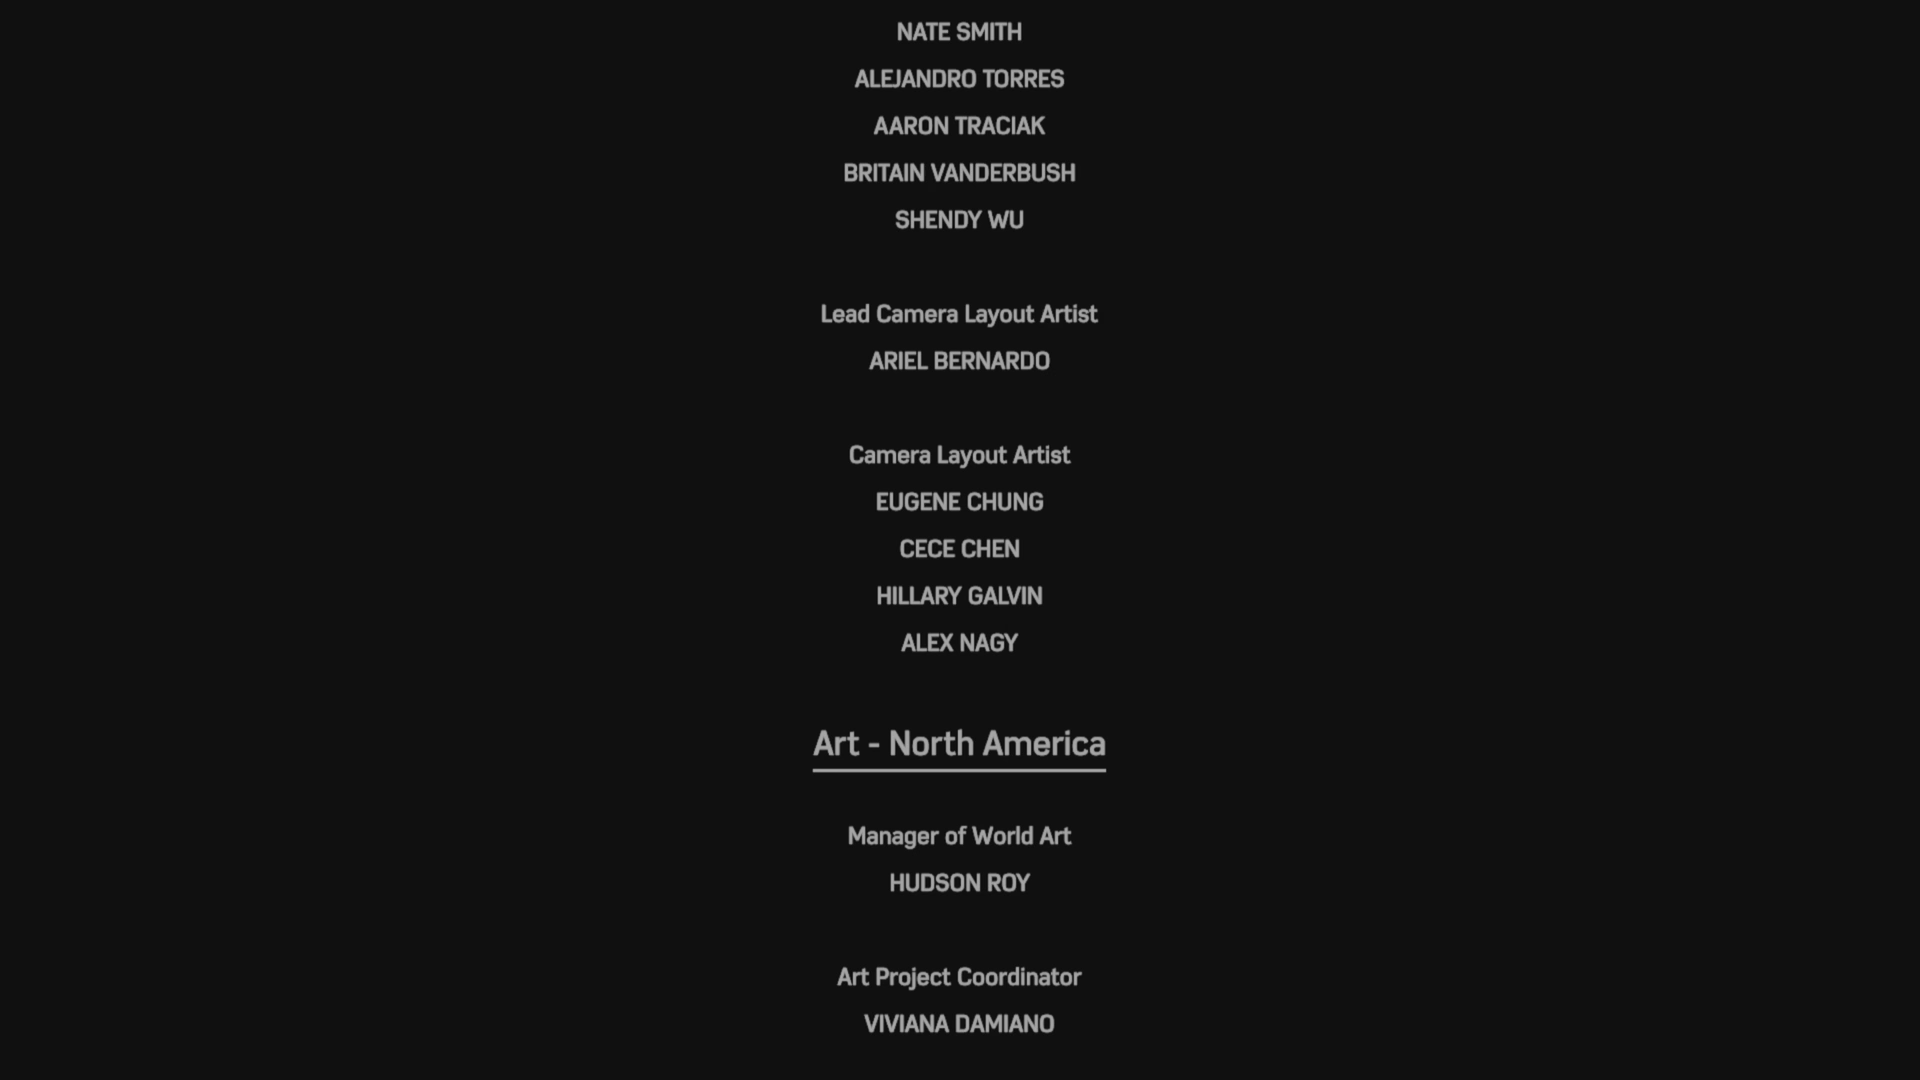 NATE SMITH
ALEJANDRO TORRES
AARON TRACIAK
BRITAIN VANDERBUSH
SHENDY WU
Lead Camera Layout Artist
ARIEL BERNARDO
Camera Layout Artist
EUGENE CHUNG
CECE CHEN
HILLARY GALVIN
ALEX NAGY
Art - North America
Manager of World Art
HUDSON ROY
Art Project Coordinator
VIVIANA DAMIANO